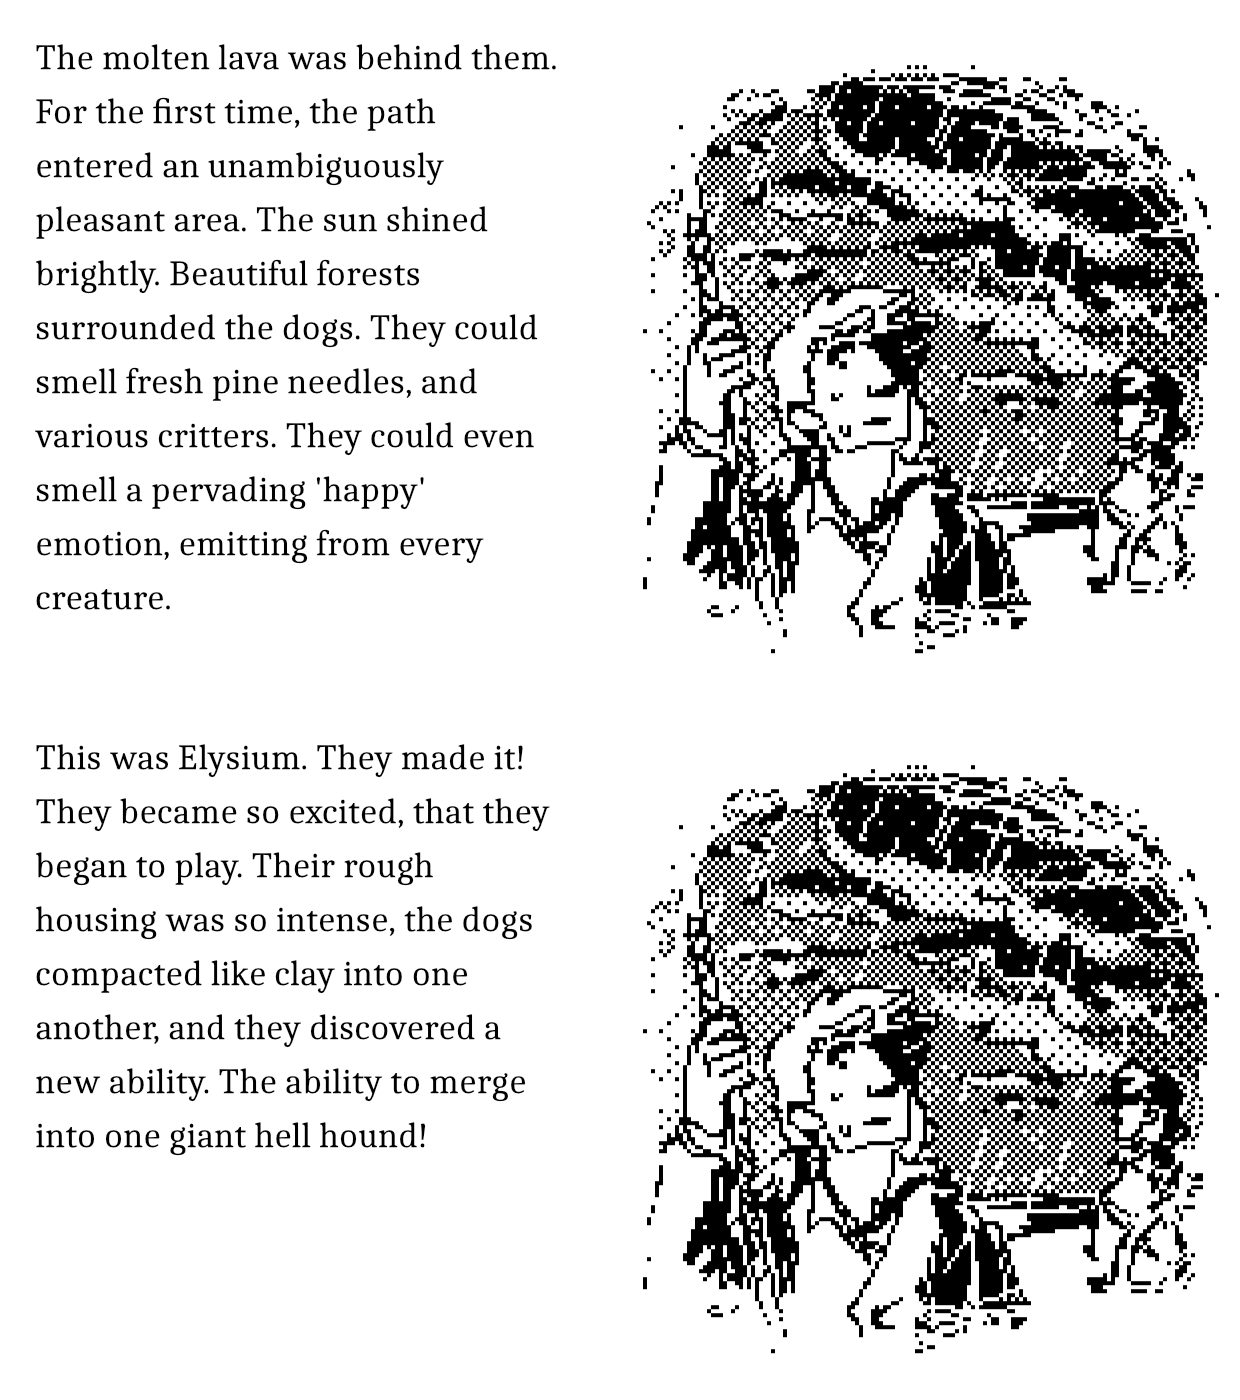 The molten lava was behind them.
For the first time, the path
entered an unambiguously
pleasant area. The sun shined
brightly. Beautiful forests
surrounded the dogs. They could
smell fresh pine needles, and
various critters. They could even
smell a pervading 'happy'
emotion, emitting from every
creature.
This was Elysium. They made it!
They became so excited, that they
began to play. Their rough
housing was so intense, the dogs
compacted like clay into one
another, and they discovered a
new ability. The ability to merge
into one giant hell hound!